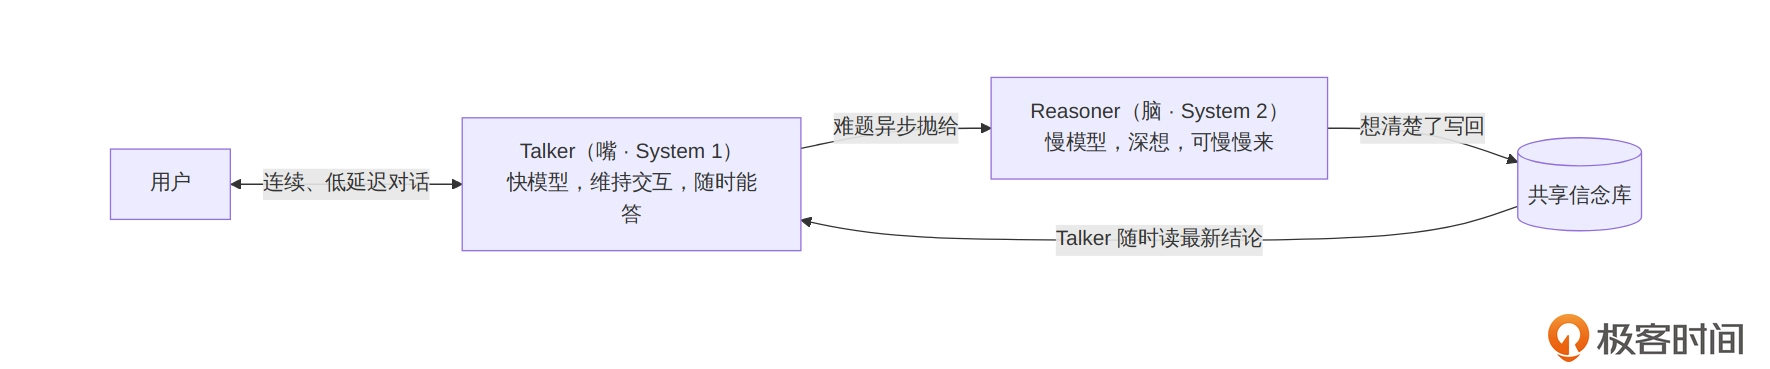 用户
连续、低延迟对话
Talker（嘴 · System 1）
快模型，维持交互，随时能
答
难题异步抛给
Reasoner（脑 · System 2）
慢模型，深想，可慢慢来
想清楚了写回
共享信念库
Talker 随时读最新结论
极客时间